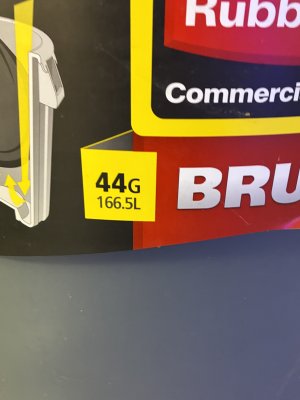 Rubb
Commerci
44G
166.5L
BRU